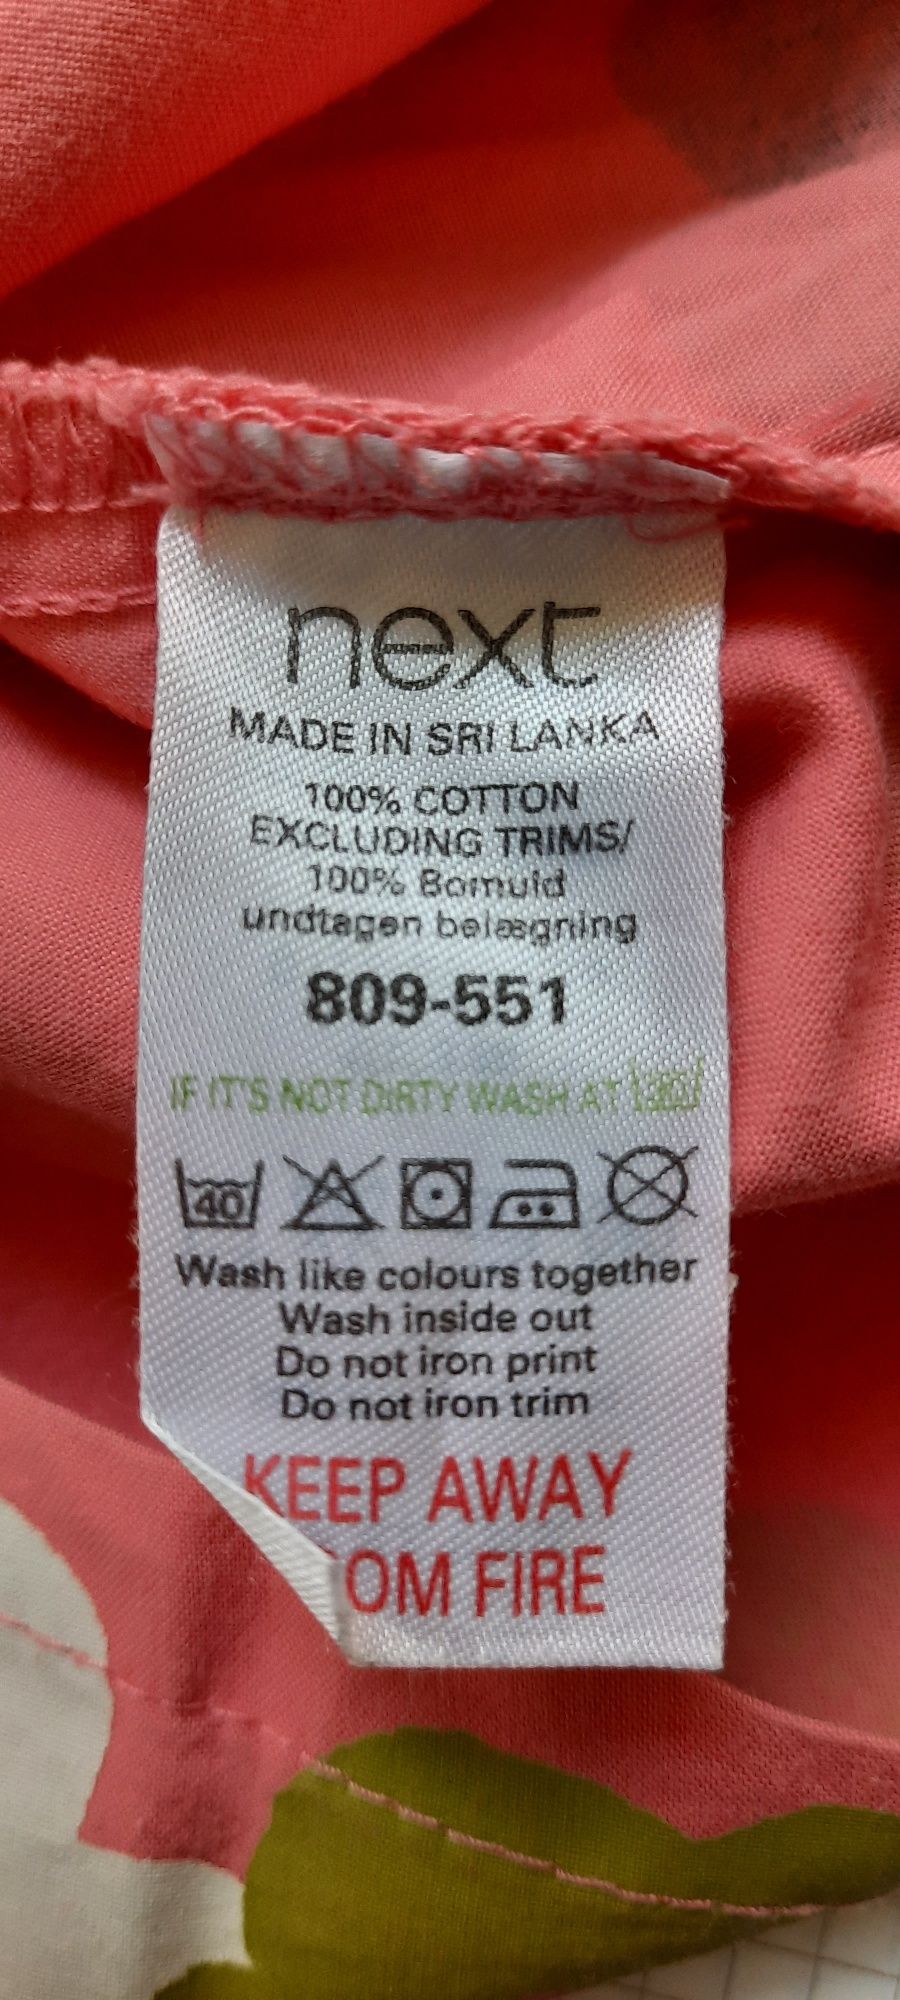 next
MADE IN SRI LANKA
100% COTTON
EXCLUDING TRIMS/
100% Bomuld
undtagen belægning
809-551
IF IT'S NOT DIRTY WASH AT 30
40
Wash like colours together
Wash inside out
Do not iron print
Do not iron trim
KEEP AWAY
OM FIRE